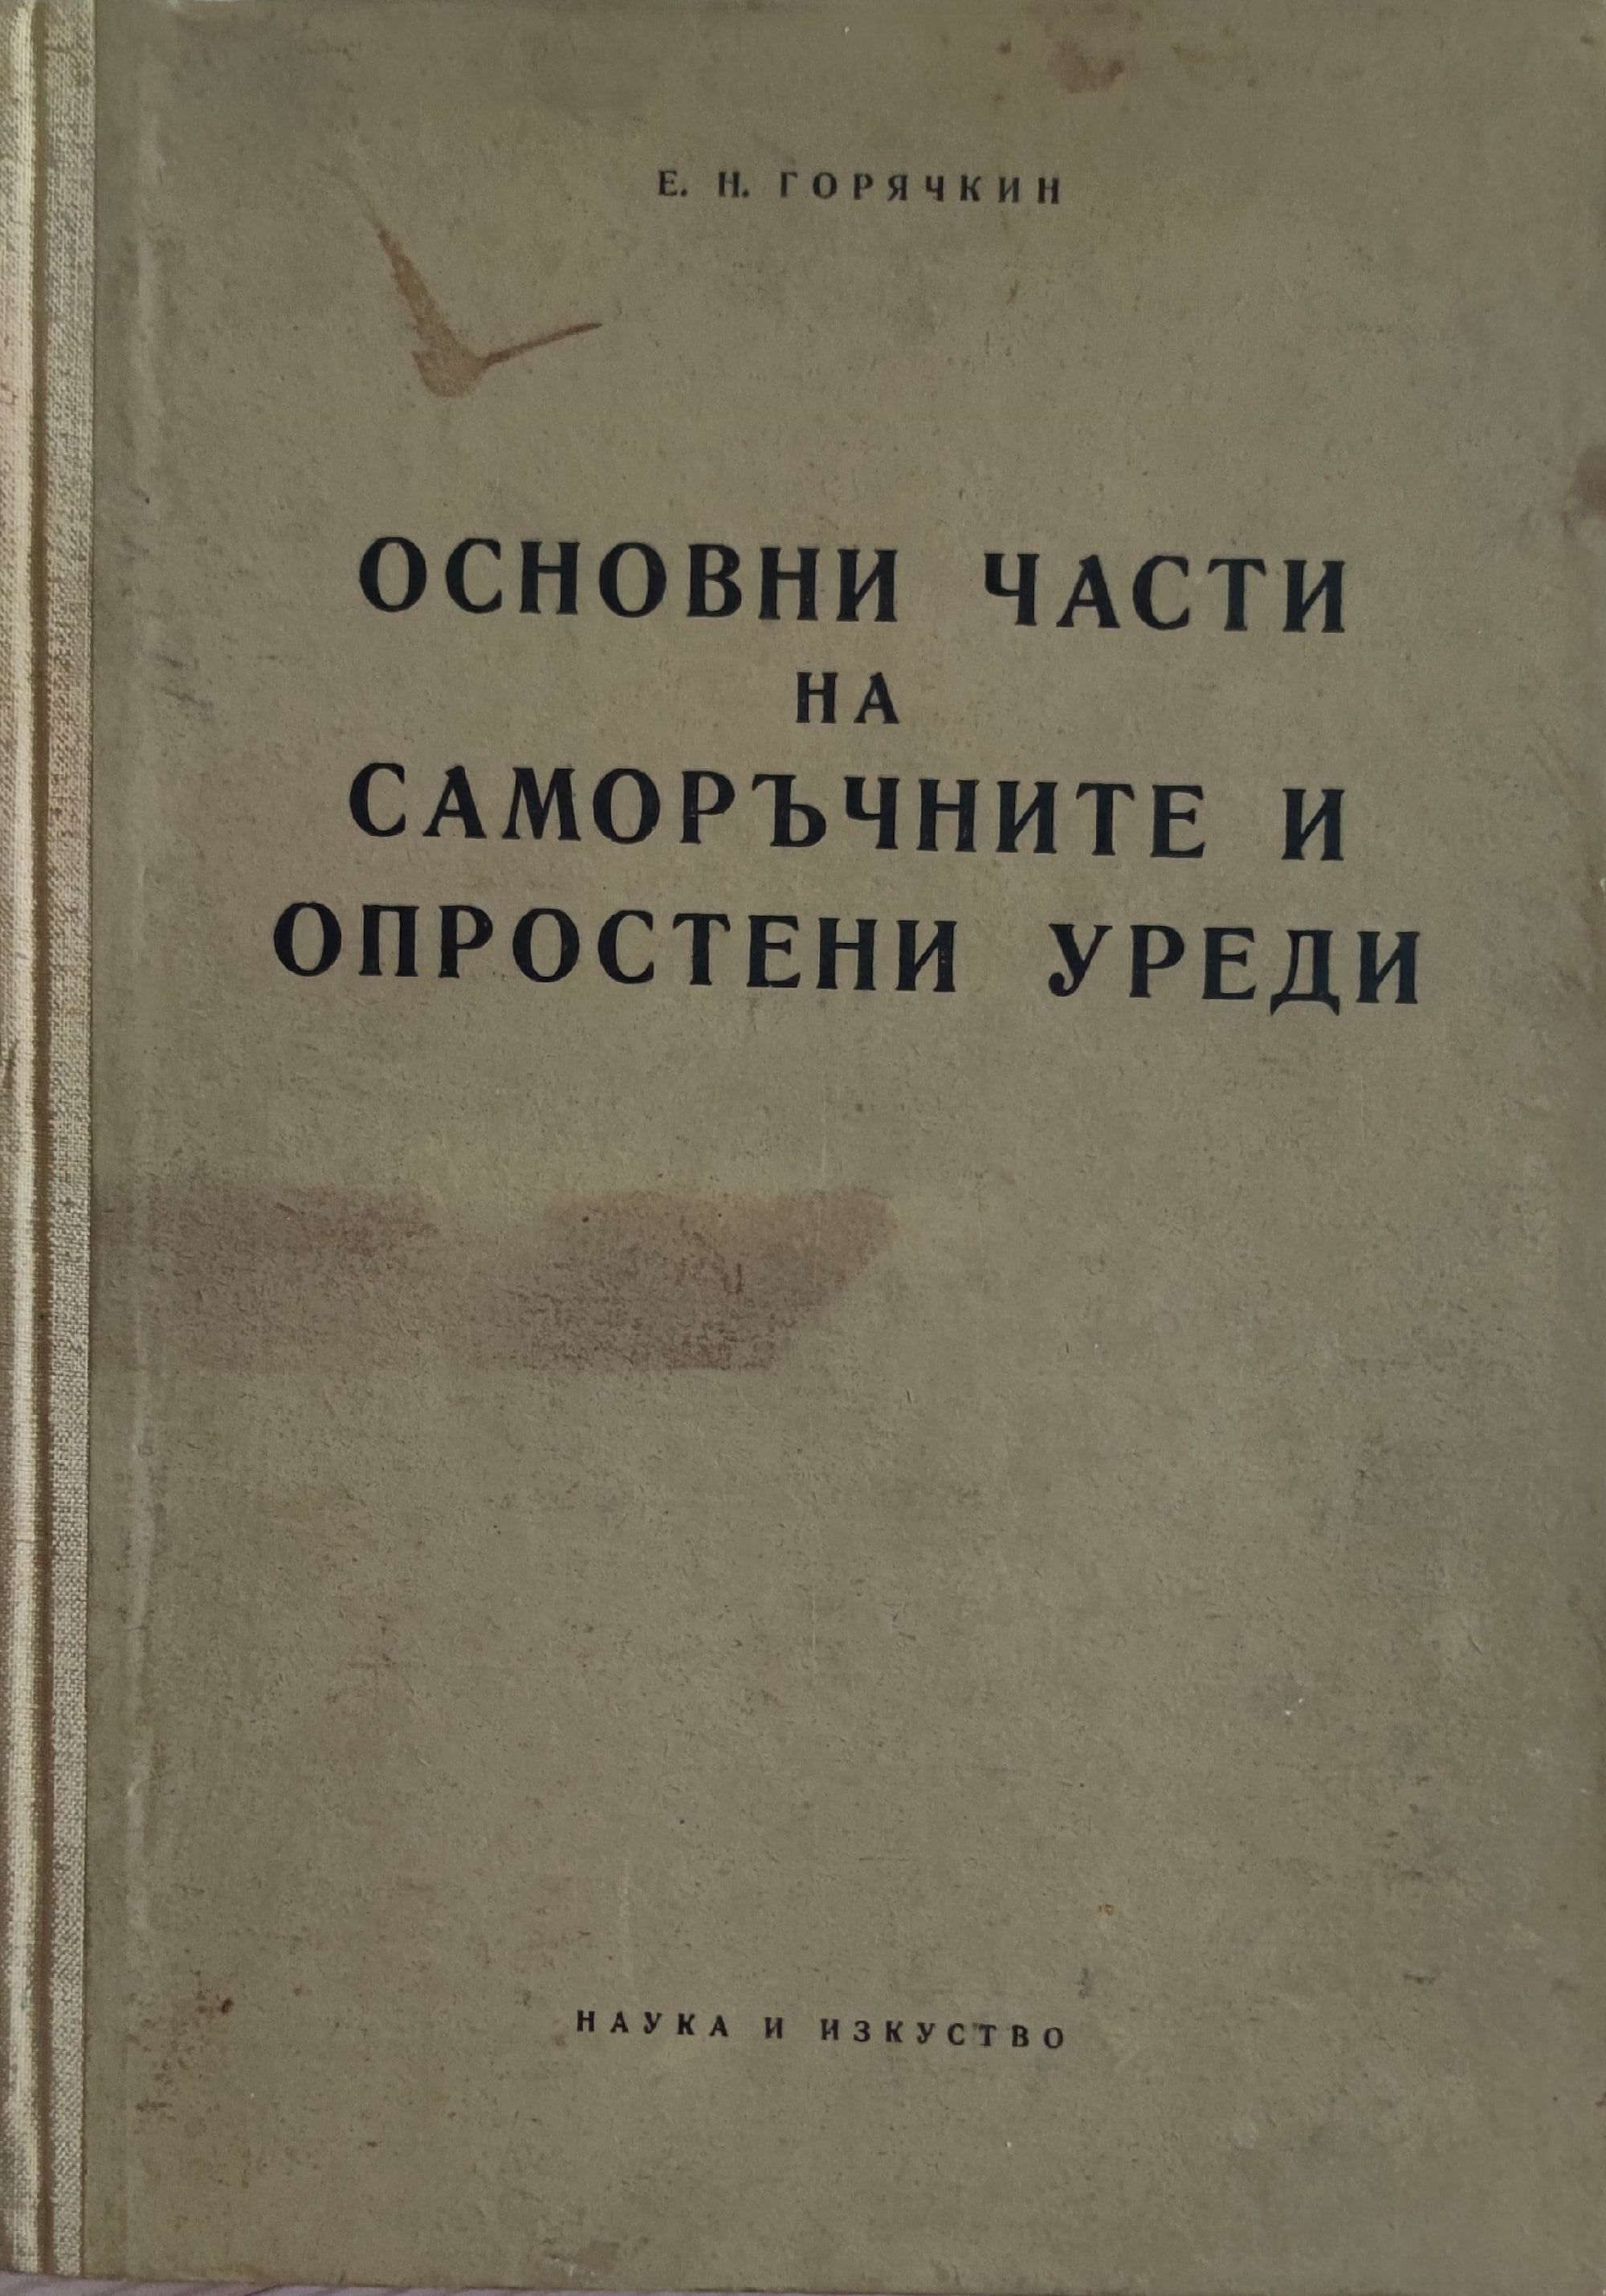 Е. Н. ГОРЯЧКИН
ОСНОВНИ ЧАСТИ
НА
САМОРЪЧНИТЕ И
ОПРОСТЕНИ УРЕДИ
НАУКА И ИЗКУСТВО